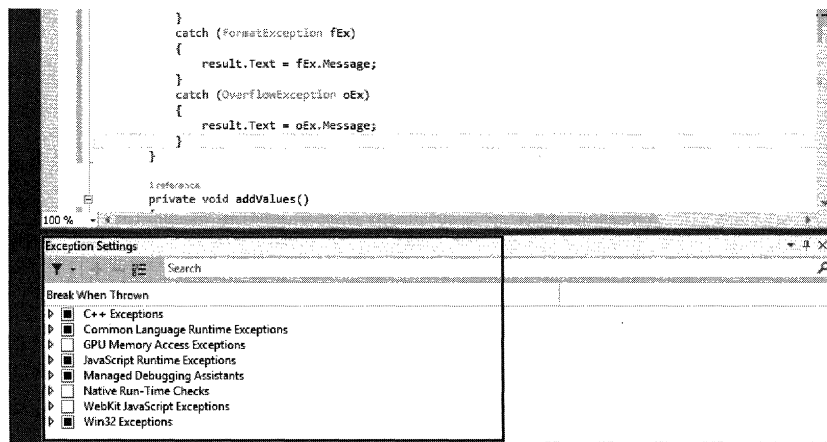 }
catch (FormatException fEx)
{
result.Text = fEx.Message;
}
catch (OverflowException oEx)
{
result.Text = oEx.Message;
}
}
1 reference
private void addValues()
100 %
Exception Settings
Search
Break When Thrown
C++ Exceptions
Common Language Runtime Exceptions
GPU Memory Access Exceptions
JavaScript Runtime Exceptions
Managed Debugging Assistants
Native Run-Time Checks
WebKit JavaScript Exceptions
Win32 Exceptions